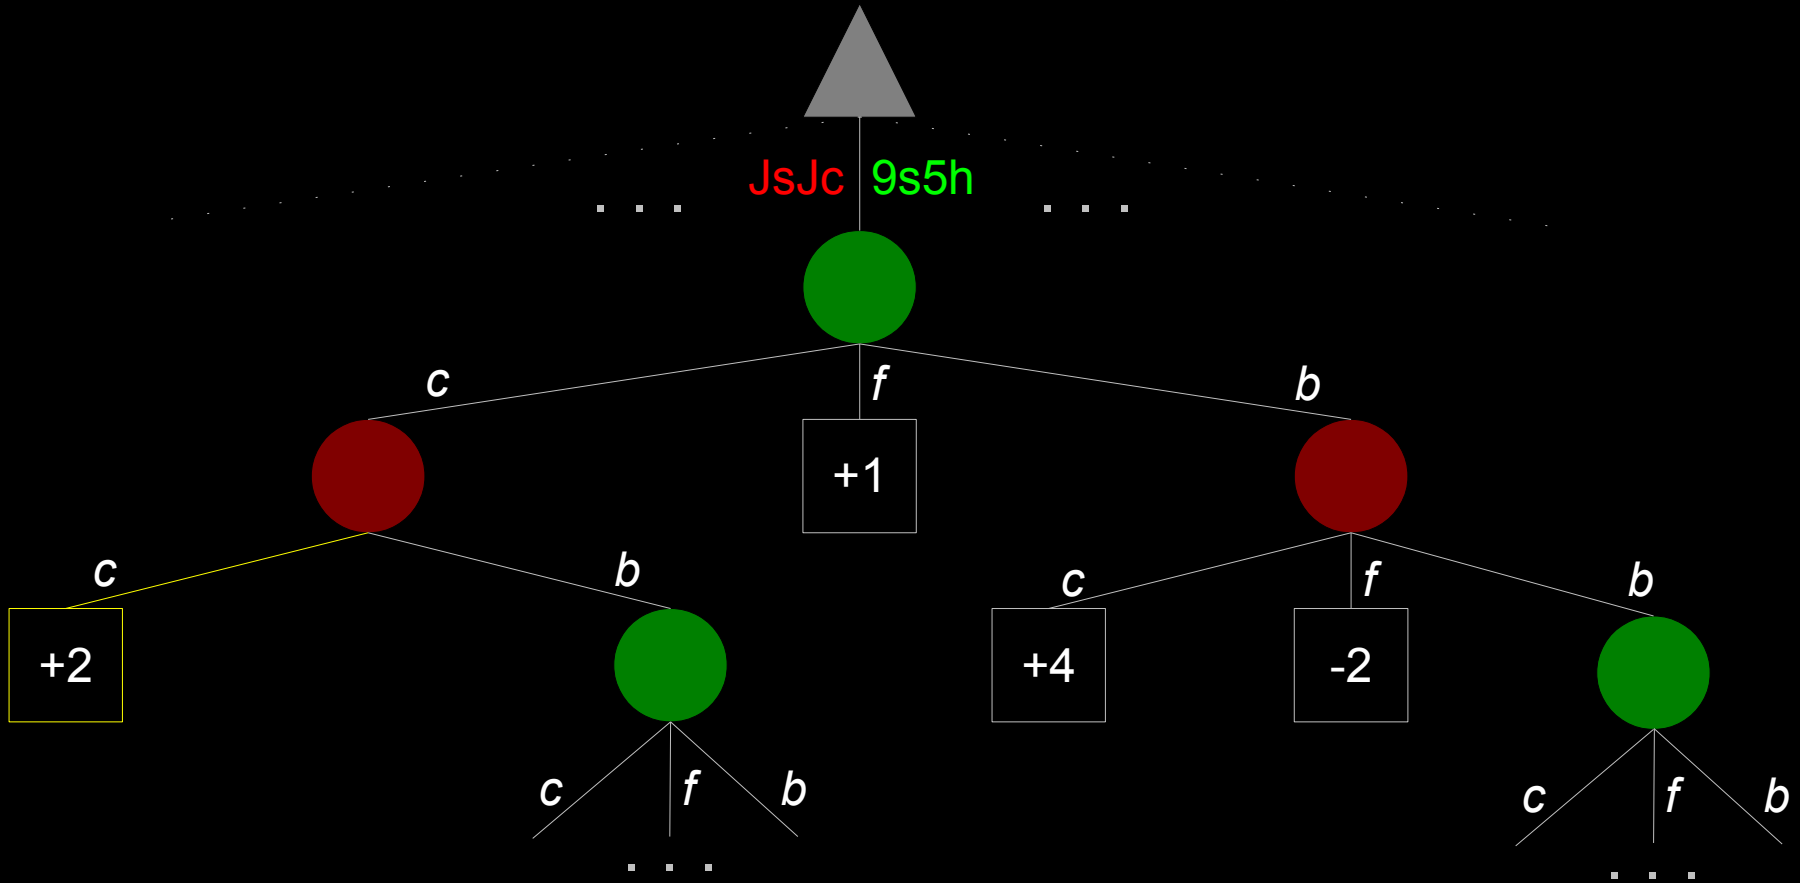 JsJc 9s5h
. . . . . .
c f b
+1
c b c f b
+2 +4 -2
c f b c f b
. . . . . .